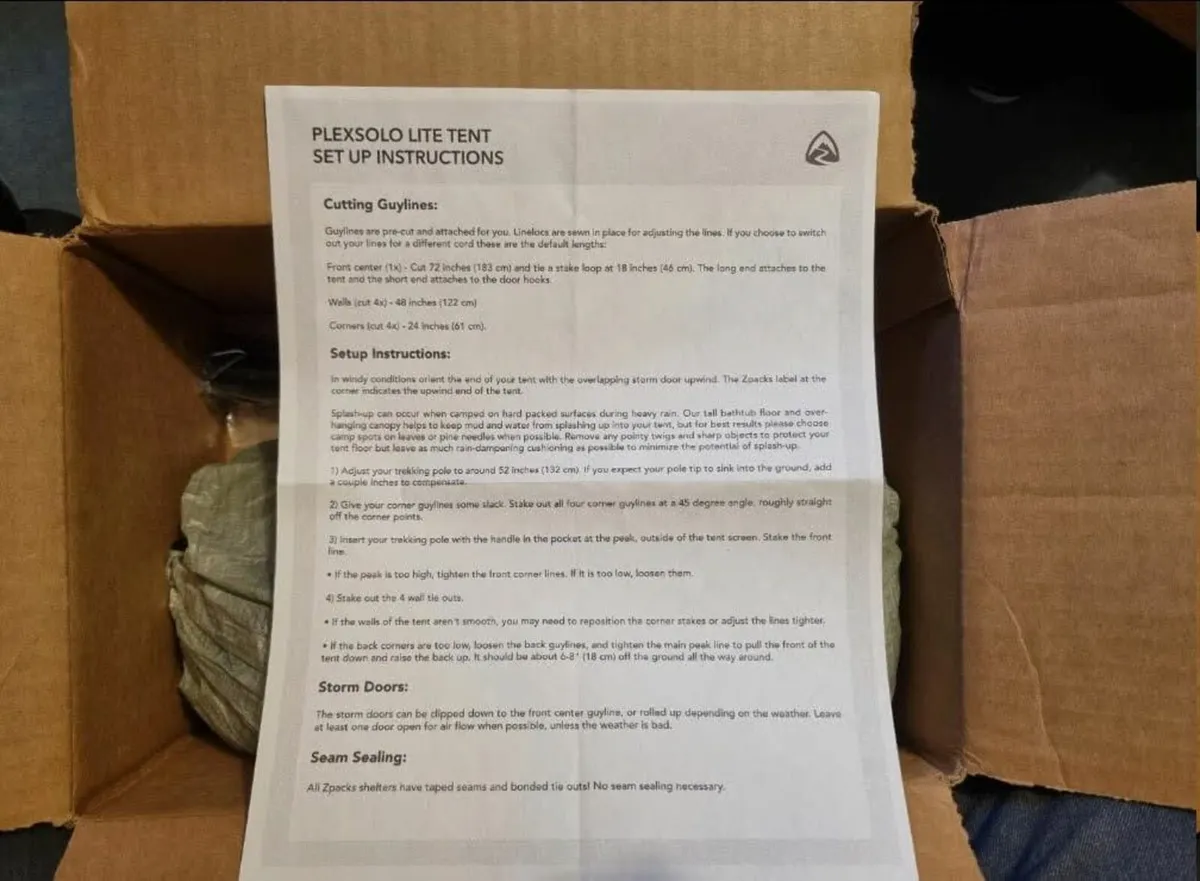 PLEXSOLO LITE TENT
SET UP INSTRUCTIONS
Cutting Guylines:
Guylines are pre-cut and attached for you. Linelocs are sewn in place for adjusting the lines. If you choose to switch
out your lines for a different cord these are the default lengths:
Front center (1x) - Cut 72 inches (183 cm) and tie a stake loop at 18 inches (46 cm). The long end attaches to the
tent and the short end attaches to the door hooks.
Walls (cut 4x) - 48 inches (122 cm)
Corners (cut 4x) - 24 inches (61 cm).
Setup Instructions:
In windy conditions orient the end of your tent with the overlapping storm door upwind. The Zpacks label at the
corner indicates the upwind end of the tent.
Splash-up can occur when camped on hard packed surfaces during heavy rain. Our tall bathtub floor and over-
hanging canopy helps to keep mud and water from splashing up into your tent, but for best results please choose
camp spots on leaves or pine needles when possible. Remove any pointy twigs and sharp objects to protect your
tent floor but leave as much rain-dampening cushioning as possible to minimize the potential of splash-up.
1) Adjust your trekking pole to around 52 inches (132 cm). If you expect your pole tip to sink into the ground, add
a couple inches to compensate.
2) Give your corner guylines some slack. Stake out all four corner guylines at a 45 degree angle, roughly straight
off the corner points.
3) Insert your trekking pole with the handle in the pocket at the peak, outside of the tent screen. Stake the front
line.
• If the peak is too high, tighten the front corner lines. If it is too low, loosen them.
4) Stake out the 4 wall tie outs.
• If the walls of the tent aren't smooth, you may need to reposition the corner stakes or adjust the lines tighter.
• If the back corners are too low, loosen the back guylines, and tighten the main peak line to pull the front of the
tent down and raise the back up. It should be about 6-8" (18 cm) off the ground all the way around.
Storm Doors:
The storm doors can be clipped down to the front center guyline, or rolled up depending on the weather. Leave
at least one door open for air flow when possible, unless the weather is bad.
Seam Sealing:
All Zpacks shelters have taped seams and bonded tie outs! No seam sealing necessary.